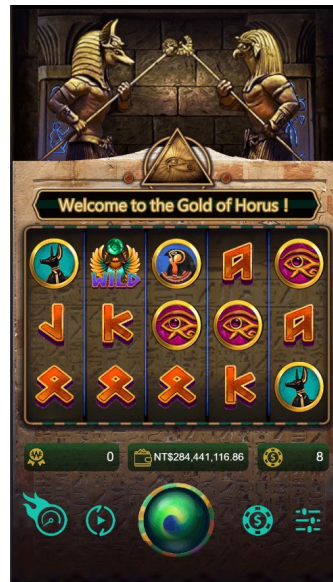 Welcome to the Gold of Horus !
WILD
A
J K A
K
0 NT$284,441,116.86 8